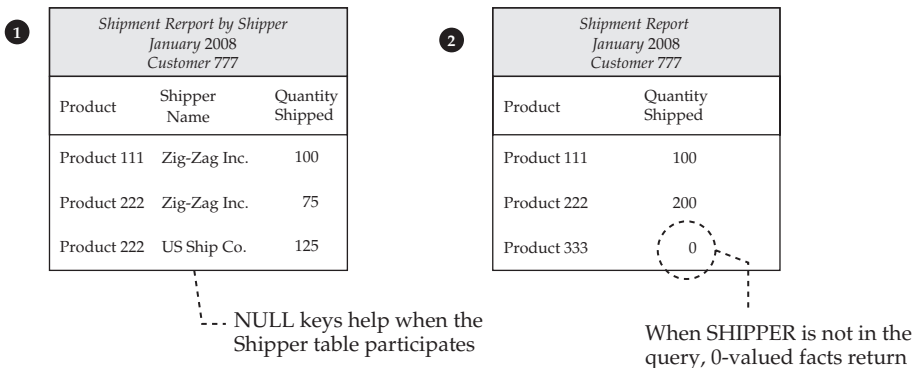 1
Shipment Rerport by Shipper
January 2008
Customer 777
Product Shipper Name Quantity Shipped
Product 111 Zig-Zag Inc. 100
Product 222 Zig-Zag Inc. 75
Product 222 US Ship Co. 125
NULL keys help when the
Shipper table participates
2
Shipment Report
January 2008
Customer 777
Product Quantity Shipped
Product 111 100
Product 222 200
Product 333 0
When SHIPPER is not in the
query, 0-valued facts return